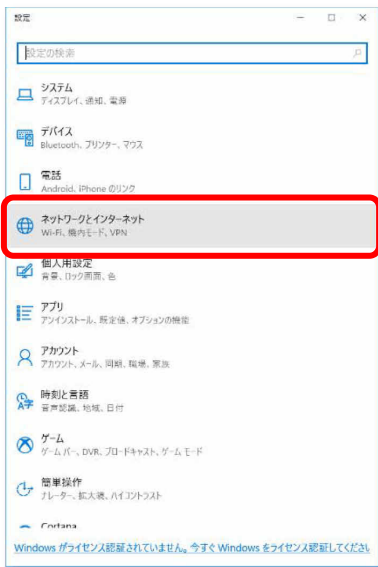 設定
設定の検索
システム
ディスプレイ、通知、電源
デバイス
Bluetooth、プリンター、マウス
電話
Android、iPhone のリンク
ネットワークとインターネット
Wi-Fi、機内モード、VPN
個人用設定
背景、ロック画面、色
アプリ
アンインストール、既定値、オプションの機能
アカウント
アカウント、メール、同期、職場、家族
時刻と言語
音声認識、地域、日付
ゲーム
ゲーム バー、DVR、ブロードキャスト、ゲーム モード
簡単操作
ナレーター、拡大鏡、ハイコントラスト
Cortana
Windows がライセンス認証されていません。今すぐ Windows をライセンス認証してくださ